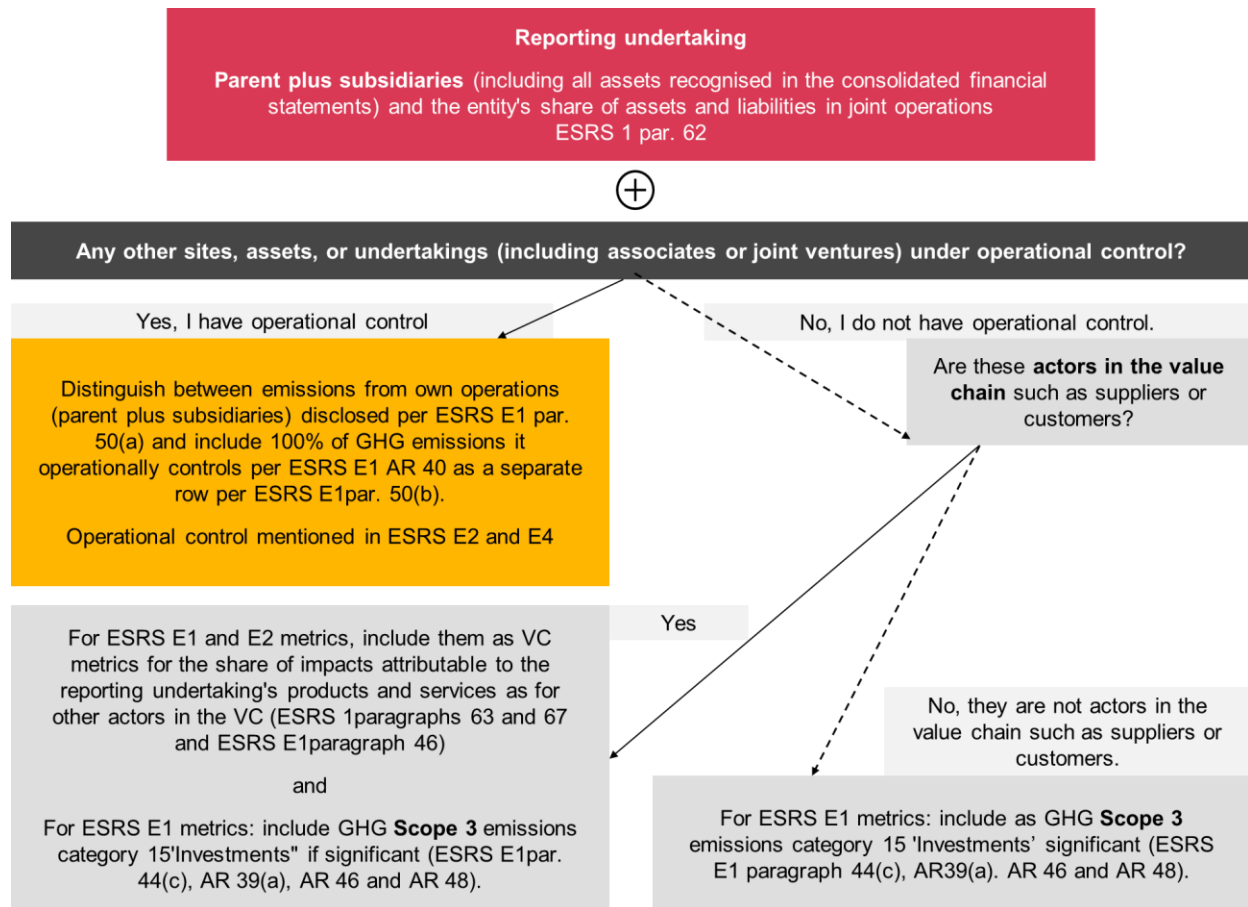 Reporting undertaking
Parent plus subsidiaries (including all assets recognised in the consolidated financial
statements) and the entity's share of assets and liabilities in joint operations
ESRS 1 par. 62
Any other sites, assets, or undertakings (including associates or joint ventures) under operational control?
Yes, I have operational control
No, I do not have operational control.
Distinguish between emissions from own operations
(parent plus subsidiaries) disclosed per ESRS E1 par.
50(a) and include 100% of GHG emissions it
operationally controls per ESRS E1 AR 40 as a separate
row per ESRS E1par. 50(b).
Operational control mentioned in ESRS E2 and E4
Are these actors in the value
chain such as suppliers or
customers?
Yes
For ESRS E1 and E2 metrics, include them as VC
metrics for the share of impacts attributable to the
reporting undertaking's products and services as for
other actors in the VC (ESRS 1paragraphs 63 and 67
and ESRS E1paragraph 46)
and
For ESRS E1 metrics: include GHG Scope 3 emissions
category 15'Investments" if significant (ESRS E1par.
44(c), AR 39(a), AR 46 and AR 48).
No, they are not actors in the
value chain such as suppliers or
customers.
For ESRS E1 metrics: include as GHG Scope 3
emissions category 15 'Investments’ significant (ESRS
E1 paragraph 44(c), AR39(a). AR 46 and AR 48).